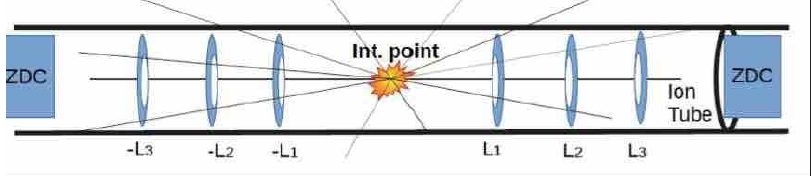 Int. point
ZDC
ZDC
Ion
Tube
-L3
-L2
-L1
L1
L2
L3